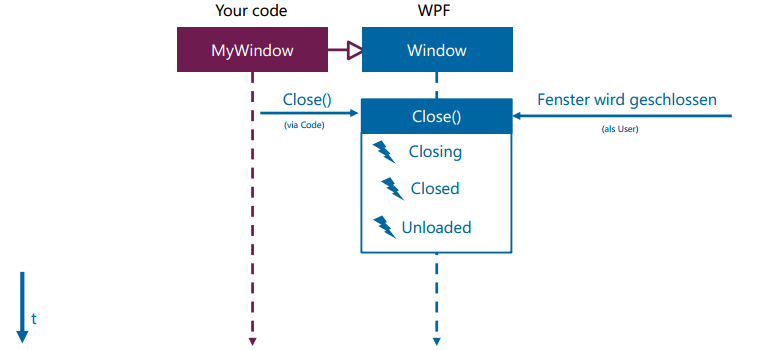 Your code
WPF
MyWindow
Window
Close()
(via Code)
Close()
Fenster wird geschlossen
(als User)
Closing
Closed
Unloaded
t